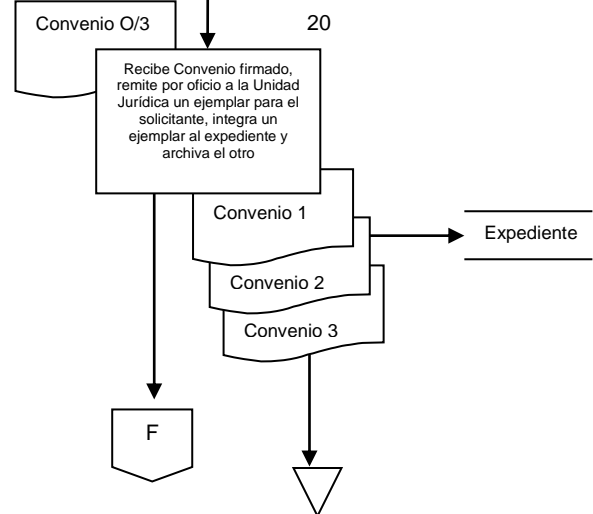 Convenio O/3
20
Recibe Convenio firmado,
remite por oficio a la Unidad
Jurídica un ejemplar para el
solicitante, integra un
ejemplar al expediente y
archiva el otro
Convenio 1
Expediente
Convenio 2
Convenio 3
F